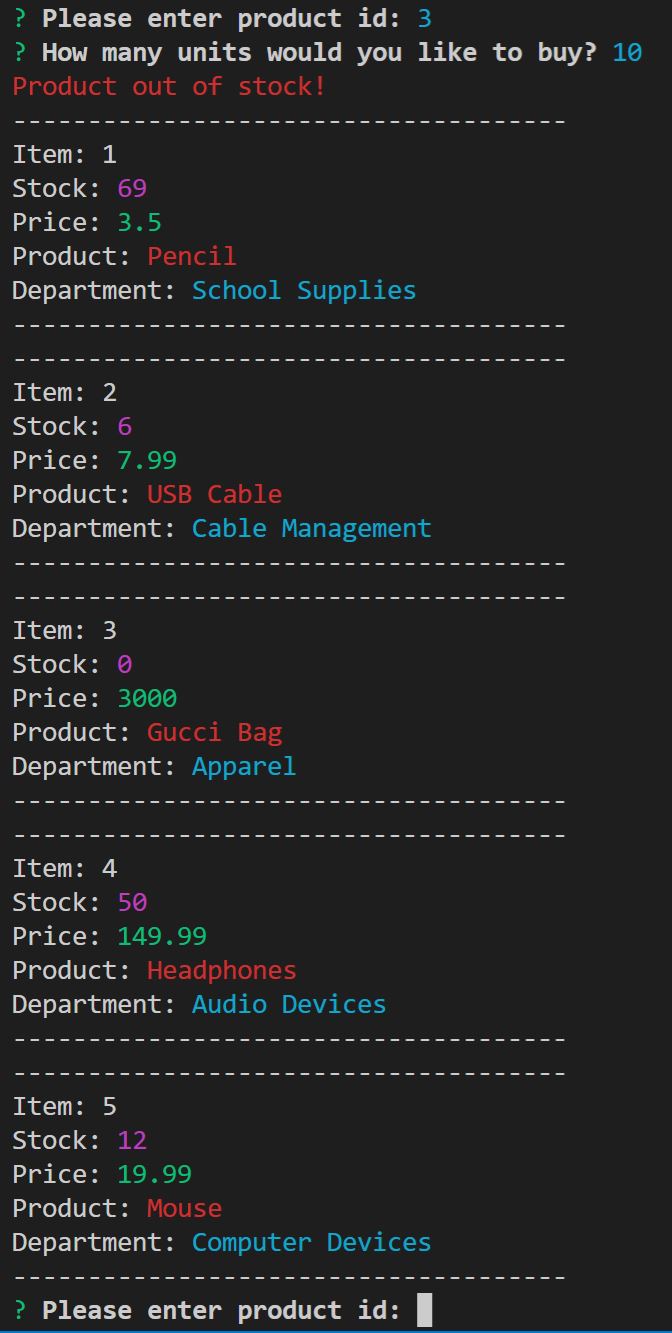 ? Please enter product id: 3
? How many units would you like to buy? 10
Product out of stock!
-------------------------------------
Item: 1
Stock: 69
Price: 3.5
Product: Pencil
Department: School Supplies
-------------------------------------
-------------------------------------
Item: 2
Stock: 6
Price: 7.99
Product: USB Cable
Department: Cable Management
-------------------------------------
-------------------------------------
Item: 3
Stock: 0
Price: 3000
Product: Gucci Bag
Department: Apparel
-------------------------------------
-------------------------------------
Item: 4
Stock: 50
Price: 149.99
Product: Headphones
Department: Audio Devices
-------------------------------------
-------------------------------------
Item: 5
Stock: 12
Price: 19.99
Product: Mouse
Department: Computer Devices
-------------------------------------
? Please enter product id: